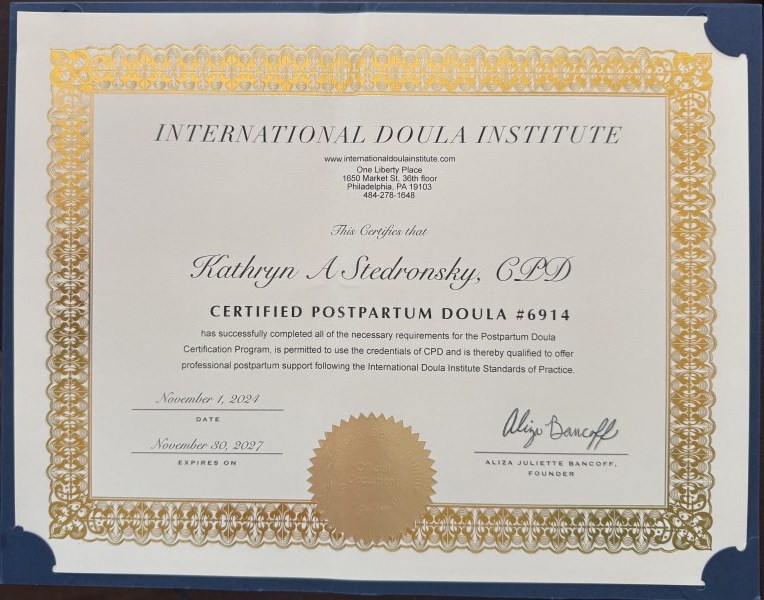 INTERNATIONAL DOULA INSTITUTE
www.internationaldoulainstitute.com
One Liberty Place
1650 Market St, 36th floor
Philadelphia, PA 19103
484-278-1648
This Certifies that
Kathryn A Stedronsky, CPD
CERTIFIED POSTPARTUM DOULA #6914
has successfully completed all of the necessary requirements for the Postpartum Doula
Certification Program, is permitted to use the credentials of CPD and is thereby qualified to offer
professional postpartum support following the International Doula Institute Standards of Practice.
November 1, 2024
DATE
November 30, 2027
EXPIRES ON
Official
Document
Aliza Bancoff
ALIZA JULIETTE BANCOFF,
FOUNDER